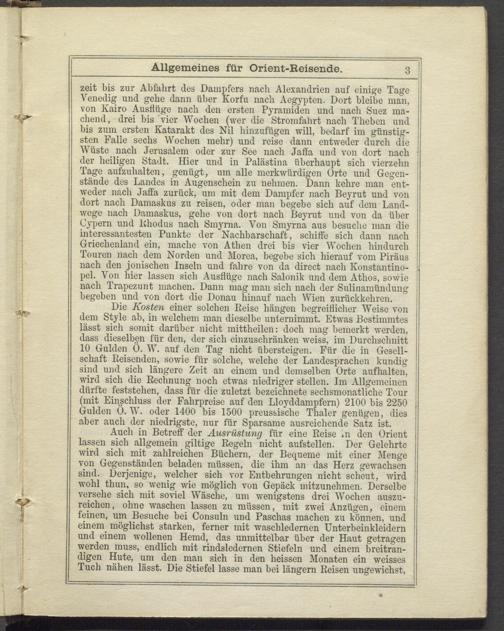 Allgemeines für Orient-Reisende. 3
zeit bis zur Abfahrt des Dampfers nach Alexandrien auf einige Tage
Venedig und gehe dann über Korfu nach Aegypten. Dort bleibe man,
von Kairo Ausflüge nach den ersten Pyramiden und nach Suez ma-
chend, drei bis vier Wochen (wer die Stromfahrt nach Theben und
bis zum ersten Katarakt des Nil hinzufügen will, bedarf im günstig-
sten Falle sechs Wochen mehr) und reise dann entweder durch die
Wüste nach Jerusalem oder zur See nach Jaffa und von dort nach
der heiligen Stadt. Hier und in Palästina überhaupt sich vierzehn
Tage aufzuhalten, genügt, um alle merkwürdigen Orte und Gegen-
stände des Landes in Augenschein zu nehmen. Dann kehre man ent-
weder nach Jaffa zurück, um mit dem Dampfer nach Beyrut und von
dort nach Damaskus zu reisen, oder man begebe sich auf dem Land-
wege nach Damaskus, gehe von dort nach Beyrut und von da über
Cypern und Rhodus nach Smyrna. Von Smyrna aus besuche man die
interessantesten Punkte der Nachbarschaft, schiffe sich dann nach
Griechenland ein, mache von Athen drei bis vier Wochen hindurch
Touren nach dem Norden und Morea, begebe sich hierauf vom Piräus
nach den jonischen Inseln und fahre von da direct nach Konstantino-
pel. Von hier lassen sich Ausflüge nach Salonik und dem Athos, sowie
nach Trapezunt machen. Dann mag man sich nach der Sulinamündung
begeben und von dort die Donau hinauf nach Wien zurückkehren.
Die Kosten einer solchen Reise hängen begreiflicher Weise von
dem Style ab, in welchem man dieselbe unternimmt. Etwas Bestimmtes
lässt sich somit darüber nicht mittheilen: doch mag bemerkt werden,
dass dieselben für den, der sich einzuschränken weiss, im Durchschnitt
10 Gulden Ö. W. auf den Tag nicht übersteigen. Für die in Gesell-
schaft Reisenden, sowie für solche, welche der Landesprachen kundig
sind und sich längere Zeit an einem und demselben Orte aufhalten,
wird sich die Rechnung noch etwas niedriger stellen. Im Allgemeinen
dürfte feststehen, dass für die zuletzt bezeichnete sechsmonatliche Tour
(mit Einschluss der Fahrpreise auf den Lloyddampfern) 2100 bis 2250
Gulden Ö. W. oder 1400 bis 1500 preussische Thaler genügen, dies
aber auch der niedrigste, nur für Sparsame ausreichende Satz ist.
Auch in Betreff der Ausrüstung für eine Reise in den Orient
lassen sich allgemein giltige Regeln nicht aufstellen. Der Gelehrte
wird sich mit zahlreichen Büchern, der Bequeme mit einer Menge
von Gegenständen beladen müssen, die ihm an das Herz gewachsen
sind. Derjenige, welcher sich vor Entbehrungen nicht scheut, wird
wohl thun, so wenig wie möglich von Gepäck mitzunehmen. Derselbe
versehe sich mit soviel Wäsche, um wenigstens drei Wochen auszu-
reichen, ohne waschen lassen zu müssen, mit zwei Anzügen, einem
feinen, um Besuche bei Consuln und Paschas machen zu können, und
einem möglichst starken, ferner mit waschledernen Unterbeinkleidern
und einem wollenen Hemd, das unmittelbar über der Haut getragen
werden muss, endlich mit rindsledernen Stiefeln und einem breitran-
digen Hute, um den man sich in den heissen Monaten ein weisses
Tuch nähen lässt. Die Stiefel lasse man bei längern Reisen ungewichst,